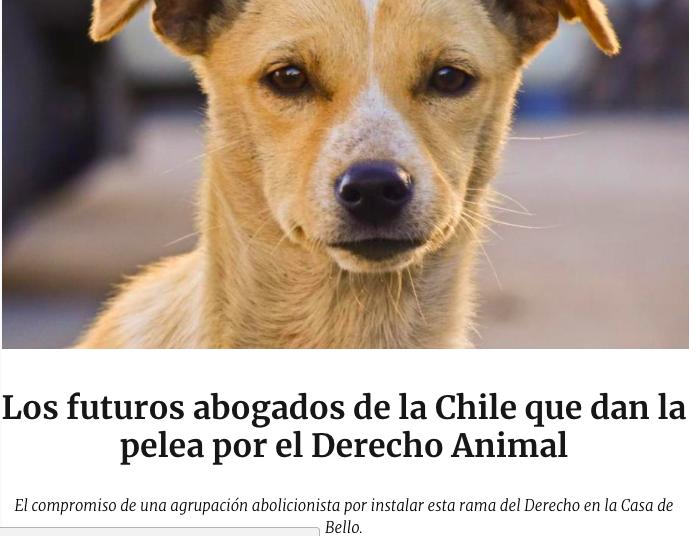 Los futuros abogados de la Chile que dan la
pelea por el Derecho Animal
El compromiso de una agrupación abolicionista por instalar esta rama del Derecho en la Casa de
Bello.